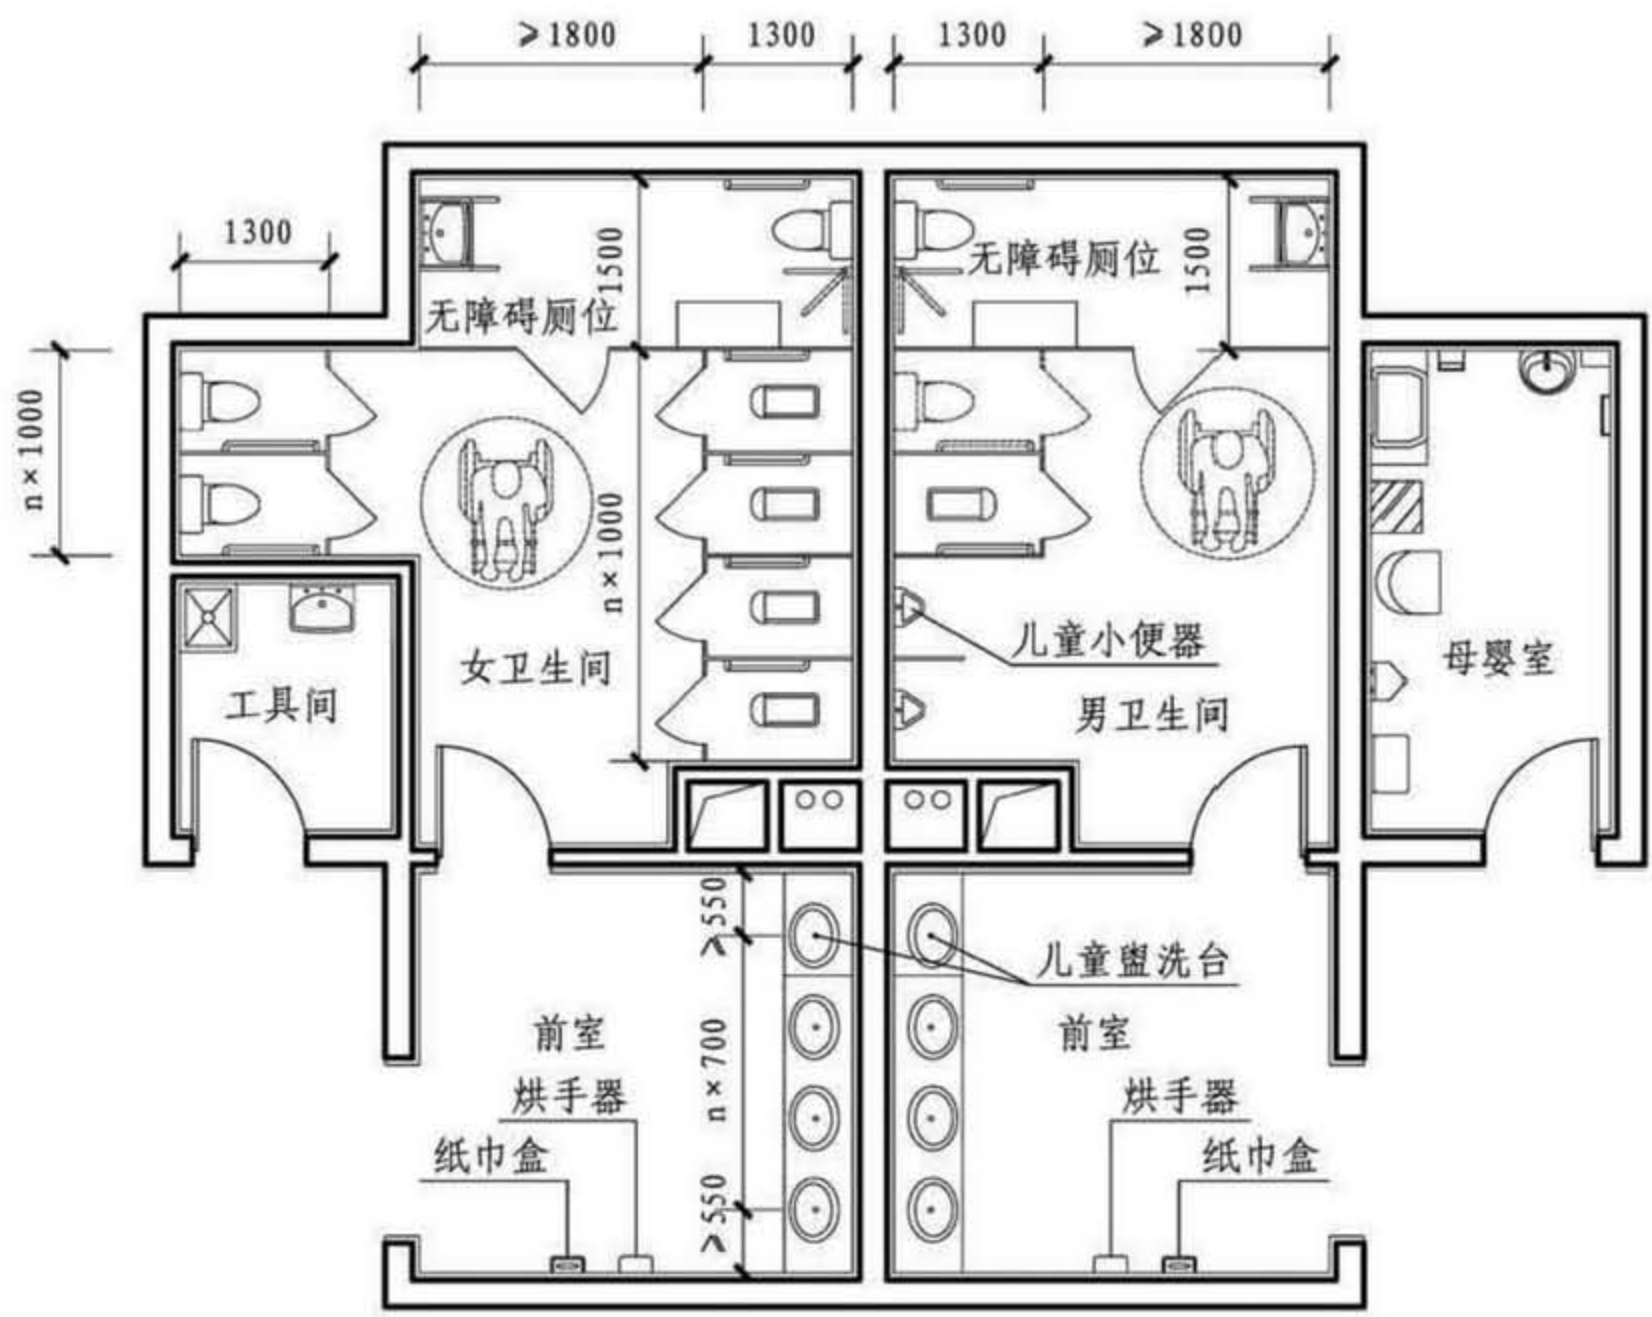 ≥1800
1300
1300
≥1800
1300
1500
无障碍厕位
无障碍厕位
1500
n×1000
n×1000
女卫生间
工具间
儿童小便器
男卫生间
母婴室
≥550
儿童盥洗台
前室
前室
n×700
烘手器
烘手器
纸巾盒
纸巾盒
≥550